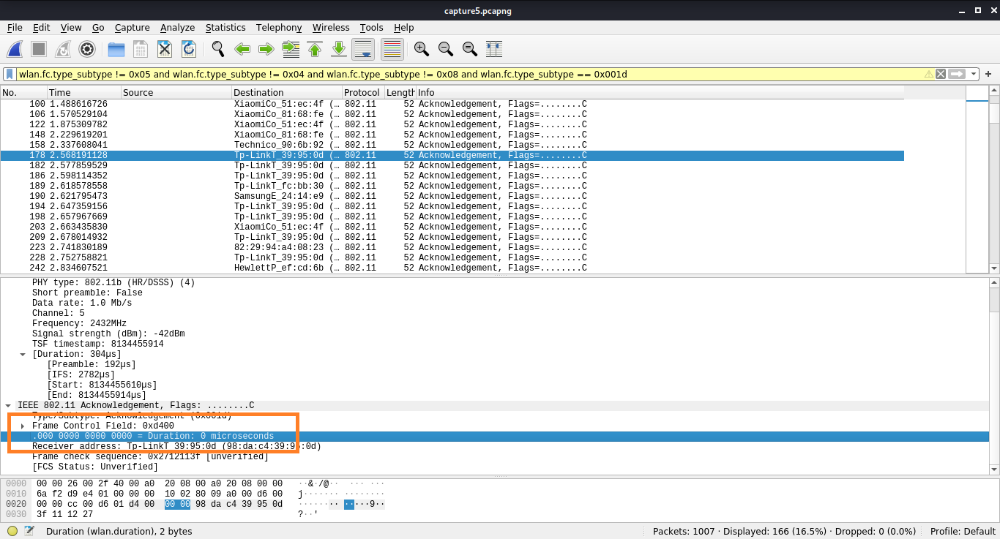 capture5.pcapng
File Edit View Go Capture Analyze Statistics Telephony Wireless Tools Help
wlan.fc.type_subtype != 0x05 and wlan.fc.type_subtype != 0x04 and wlan.fc.type_subtype != 0x08 and wlan.fc.type_subtype == 0x001d
No. Time Source Destination Protocol Length Info
100 1.488616726 XiaomiCo_51:ec:4f (… 802.11 52 Acknowledgement, Flags=........C
106 1.570529104 XiaomiCo_81:68:fe (… 802.11 52 Acknowledgement, Flags=........C
122 1.875309782 XiaomiCo_51:ec:4f (… 802.11 52 Acknowledgement, Flags=........C
148 2.229619201 XiaomiCo_81:68:fe (… 802.11 52 Acknowledgement, Flags=........C
158 2.337608041 Technico_90:6b:92 (… 802.11 52 Acknowledgement, Flags=........C
178 2.568191128 Tp-LinkT_39:95:0d (… 802.11 52 Acknowledgement, Flags=........C
182 2.577859529 Tp-LinkT_39:95:0d (… 802.11 52 Acknowledgement, Flags=........C
186 2.598114352 Tp-LinkT_39:95:0d (… 802.11 52 Acknowledgement, Flags=........C
189 2.618578558 Tp-LinkT_fc:bb:30 (… 802.11 52 Acknowledgement, Flags=........C
190 2.621795473 SamsungE_24:14:e9 (… 802.11 52 Acknowledgement, Flags=........C
194 2.647359156 Tp-LinkT_39:95:0d (… 802.11 52 Acknowledgement, Flags=........C
198 2.657967669 Tp-LinkT_39:95:0d (… 802.11 52 Acknowledgement, Flags=........C
203 2.663435830 XiaomiCo_51:ec:4f (… 802.11 52 Acknowledgement, Flags=........C
209 2.678014932 Tp-LinkT_39:95:0d (… 802.11 52 Acknowledgement, Flags=........C
223 2.741830189 82:29:94:a4:08:23 (… 802.11 52 Acknowledgement, Flags=........C
228 2.752758821 Tp-LinkT_39:95:0d (… 802.11 52 Acknowledgement, Flags=........C
242 2.834607521 HewlettP_ef:cd:6b (… 802.11 52 Acknowledgement, Flags=........C
PHY type: 802.11b (HR/DSSS) (4)
Short preamble: False
Data rate: 1.0 Mb/s
Channel: 5
Frequency: 2432MHz
Signal strength (dBm): -42dBm
TSF timestamp: 8134455914
[Duration: 304µs]
[Preamble: 192µs]
[IFS: 2782µs]
[Start: 8134455610µs]
[End: 8134455914µs]
IEEE 802.11 Acknowledgement, Flags: ........C
Type/Subtype: Acknowledgement (0x001d)
Frame Control Field: 0xd400
.000 0000 0000 0000 = Duration: 0 microseconds
Receiver address: Tp-LinkT_39:95:0d (98:da:c4:39:95:0d)
Frame check sequence: 0x2712113f [unverified]
[FCS Status: Unverified]
0000 00 00 26 00 2f 40 00 a0 20 08 00 a0 20 08 00 00 ··&·/@·· ··· ···
0010 6a f2 d9 e4 01 00 00 00 10 02 80 09 a0 00 d6 00 j······· ········
0020 00 00 cc 00 d6 01 d4 00 00 00 98 da c4 39 95 0d ········ ·····9··
0030 3f 11 12 27 ?··'
Duration (wlan.duration), 2 bytes Packets: 1007 · Displayed: 166 (16.5%) · Dropped: 0 (0.0%) Profile: Default